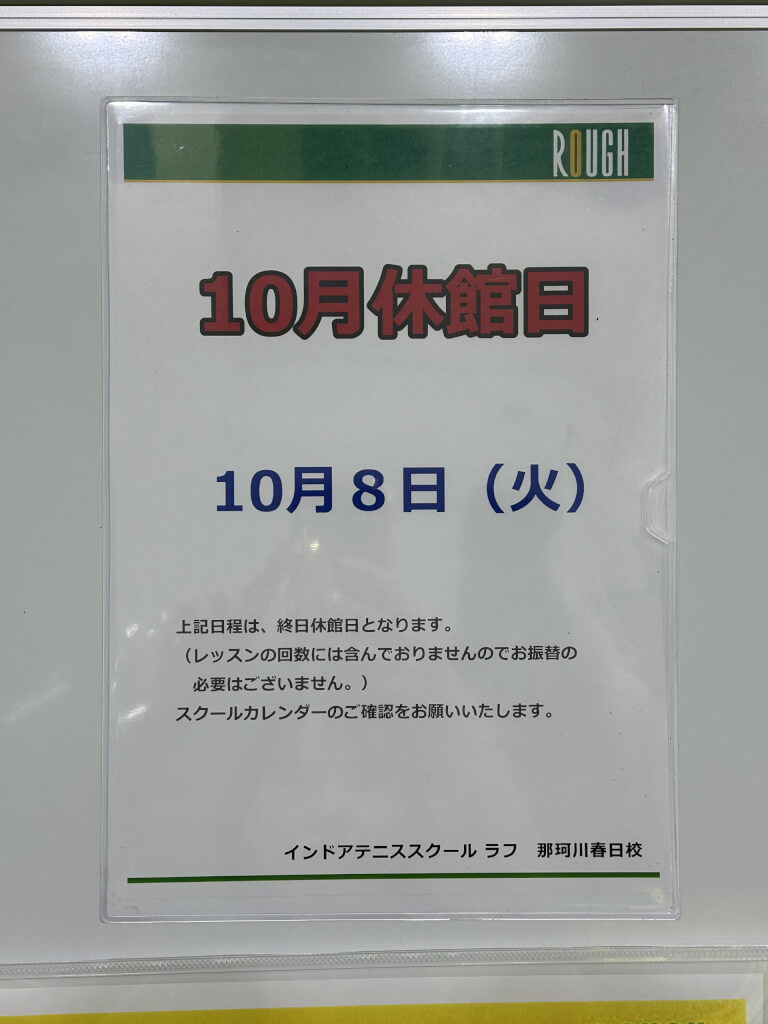 ROUGH
10月休館日
10月８日（火）
上記日程は、終日休館日となります。
（レッスンの回数には含んでおりませんのでお振替の
必要はございません。）
スクールカレンダーのご確認をお願いいたします。
インドアテニススクール ラフ　那珂川春日校